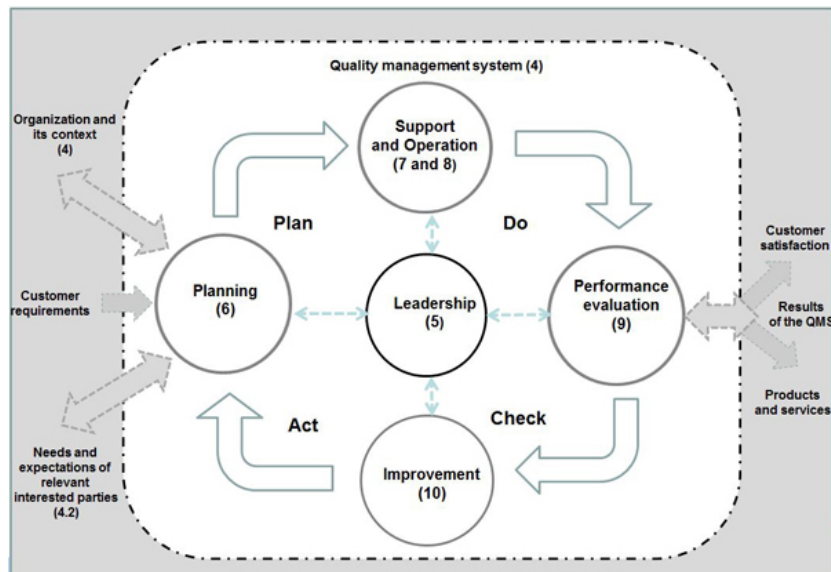 Quality management system (4)
Organization and
its context
(4)
Support
and Operation
(7 and 8)
Plan
Do
Customer
satisfaction
Customer
requirements
Planning
(6)
Leadership
(5)
Performance
evaluation
(9)
Results
of the QMS
Products
and services
Act
Check
Needs and
expectations of
relevant
interested parties
(4.2)
Improvement
(10)